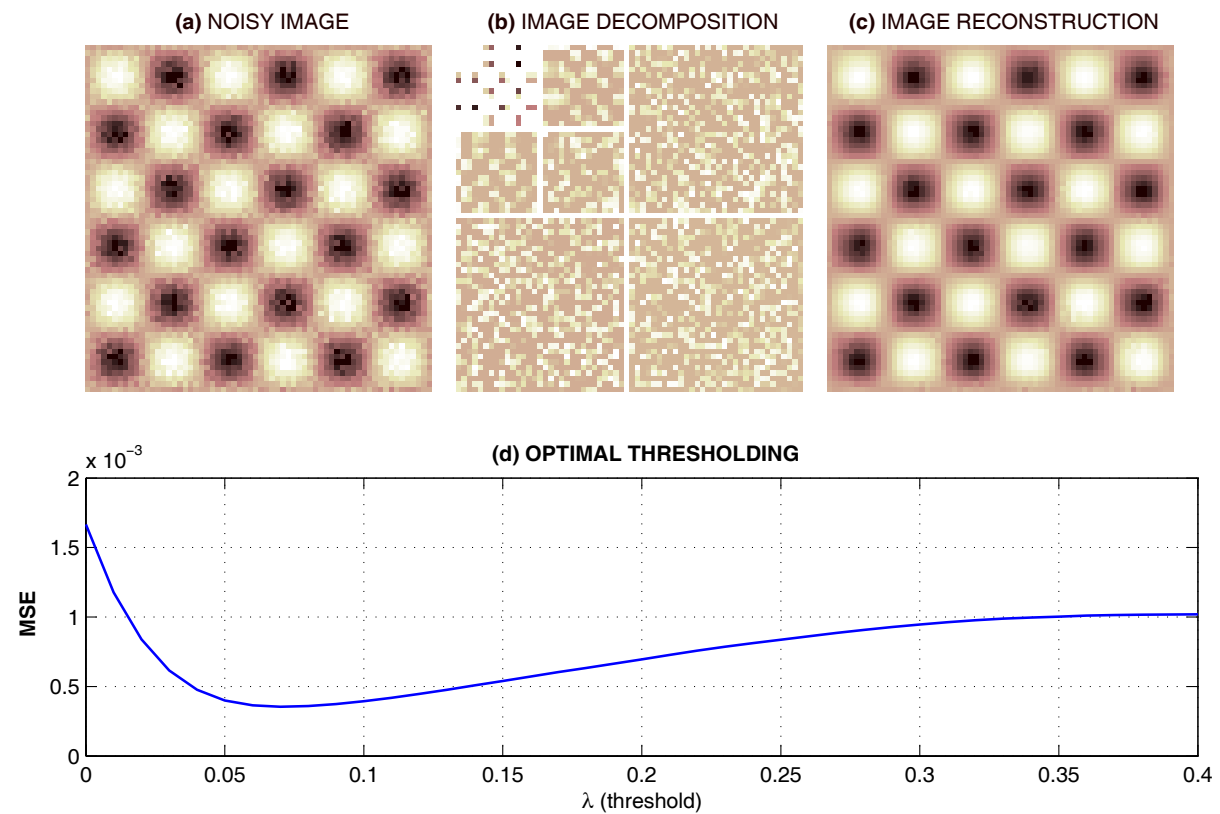 (a) NOISY IMAGE
(b) IMAGE DECOMPOSITION
(c) IMAGE RECONSTRUCTION
(d) OPTIMAL THRESHOLDING
x 10⁻³
2
1.5
1
0.5
0
MSE
0 0.05 0.1 0.15 0.2 0.25 0.3 0.35 0.4
λ (threshold)